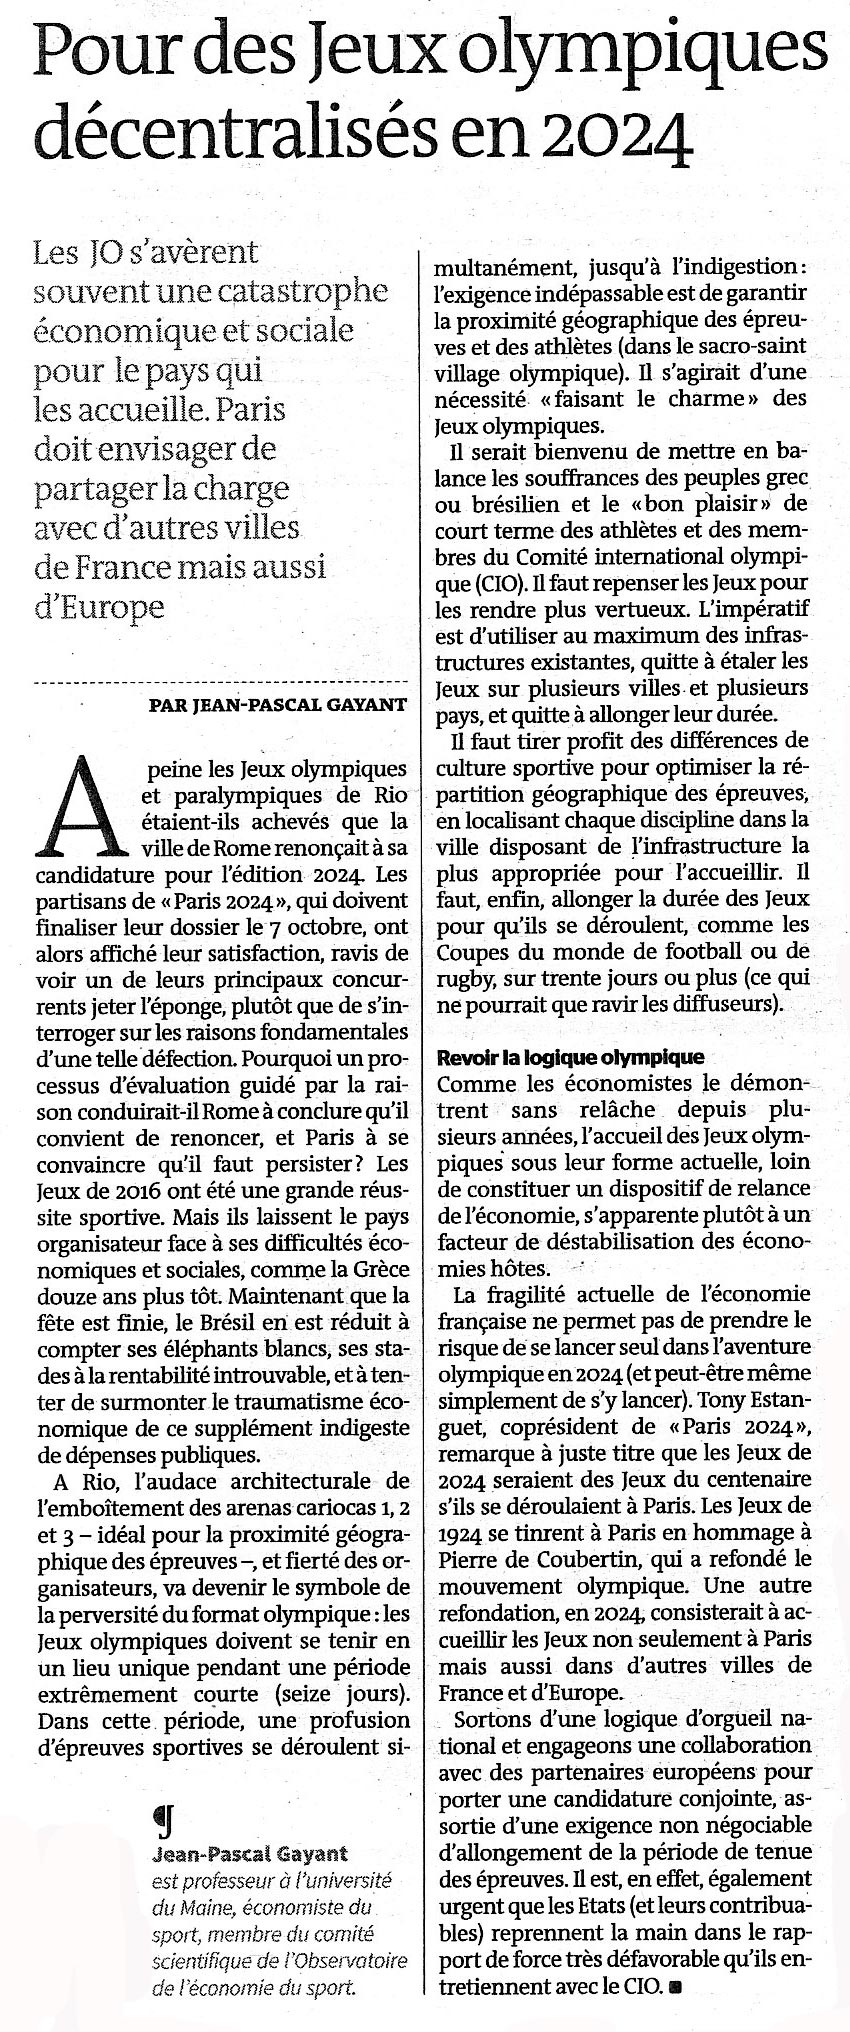 Pour des Jeux olympiques
décentralisés en 2024
Les JO s'avèrent
souvent une catastrophe
économique et sociale
pour le pays qui
les accueille. Paris
doit envisager de
partager la charge
avec d'autres villes
de France mais aussi
d'Europe
PAR JEAN-PASCAL GAYANT
A peine les Jeux olympiques
et paralympiques de Rio
étaient-ils achevés que la
ville de Rome renonçait à sa
candidature pour l'édition 2024. Les
partisans de « Paris 2024 », qui doivent
finaliser leur dossier le 7 octobre, ont
alors affiché leur satisfaction, ravis de
voir un de leurs principaux concur-
rents jeter l'éponge, plutôt que de s'in-
terroger sur les raisons fondamentales
d'une telle défection. Pourquoi un pro-
cessus d'évaluation guidé par la rai-
son conduirait-il Rome à conclure qu'il
convient de renoncer, et Paris à se
convaincre qu'il faut persister ? Les
Jeux de 2016 ont été une grande réus-
site sportive. Mais ils laissent le pays
organisateur face à ses difficultés éco-
nomiques et sociales, comme la Grèce
douze ans plus tôt. Maintenant que la
fête est finie, le Brésil en est réduit à
compter ses éléphants blancs, ses sta-
des à la rentabilité introuvable, et à ten-
ter de surmonter le traumatisme éco-
nomique de ce supplément indigeste
de dépenses publiques.
A Rio, l'audace architecturale de
l'emboîtement des arenas cariocas 1, 2
et 3 – idéal pour la proximité géogra-
phique des épreuves –, et fierté des or-
ganisateurs, va devenir le symbole de
la perversité du format olympique : les
Jeux olympiques doivent se tenir en
un lieu unique pendant une période
extrêmement courte (seize jours).
Dans cette période, une profusion
d'épreuves sportives se déroulent si-
¶
Jean-Pascal Gayant
est professeur à l'université
du Maine, économiste du
sport, membre du comité
scientifique de l'Observatoire
de l'économie du sport.
multanément, jusqu'à l'indigestion :
l'exigence indépassable est de garantir
la proximité géographique des épreu-
ves et des athlètes (dans le sacro-saint
village olympique). Il s'agirait d'une
nécessité « faisant le charme » des
Jeux olympiques.
Il serait bienvenu de mettre en ba-
lance les souffrances des peuples grec
ou brésilien et le « bon plaisir » de
court terme des athlètes et des mem-
bres du Comité international olympi-
que (CIO). Il faut repenser les Jeux pour
les rendre plus vertueux. L'impératif
est d'utiliser au maximum des infras-
tructures existantes, quitte à étaler les
Jeux sur plusieurs villes et plusieurs
pays, et quitte à allonger leur durée.
Il faut tirer profit des différences de
culture sportive pour optimiser la ré-
partition géographique des épreuves,
en localisant chaque discipline dans la
ville disposant de l'infrastructure la
plus appropriée pour l'accueillir. Il
faut, enfin, allonger la durée des Jeux
pour qu'ils se déroulent, comme les
Coupes du monde de football ou de
rugby, sur trente jours ou plus (ce qui
ne pourrait que ravir les diffuseurs).
Revoir la logique olympique
Comme les économistes le démon-
trent sans relâche depuis plu-
sieurs années, l'accueil des Jeux olym-
piques sous leur forme actuelle, loin
de constituer un dispositif de relance
de l'économie, s'apparente plutôt à un
facteur de déstabilisation des écono-
mies hôtes.
La fragilité actuelle de l'économie
française ne permet pas de prendre le
risque de se lancer seul dans l'aventure
olympique en 2024 (et peut-être même
simplement de s'y lancer). Tony Estan-
guet, coprésident de « Paris 2024 »,
remarque à juste titre que les Jeux de
2024 seraient des Jeux du centenaire
s'ils se déroulaient à Paris. Les Jeux de
1924 se tinrent à Paris en hommage à
Pierre de Coubertin, qui a refondé le
mouvement olympique. Une autre
refondation, en 2024, consisterait à ac-
cueillir les Jeux non seulement à Paris
mais aussi dans d'autres villes de
France et d'Europe.
Sortons d'une logique d'orgueil na-
tional et engageons une collaboration
avec des partenaires européens pour
porter une candidature conjointe, as-
sortie d'une exigence non négociable
d'allongement de la période de tenue
des épreuves. Il est, en effet, également
urgent que les Etats (et leurs contribua-
bles) reprennent la main dans le rap-
port de force très défavorable qu'ils en-
tretiennent avec le CIO. ■